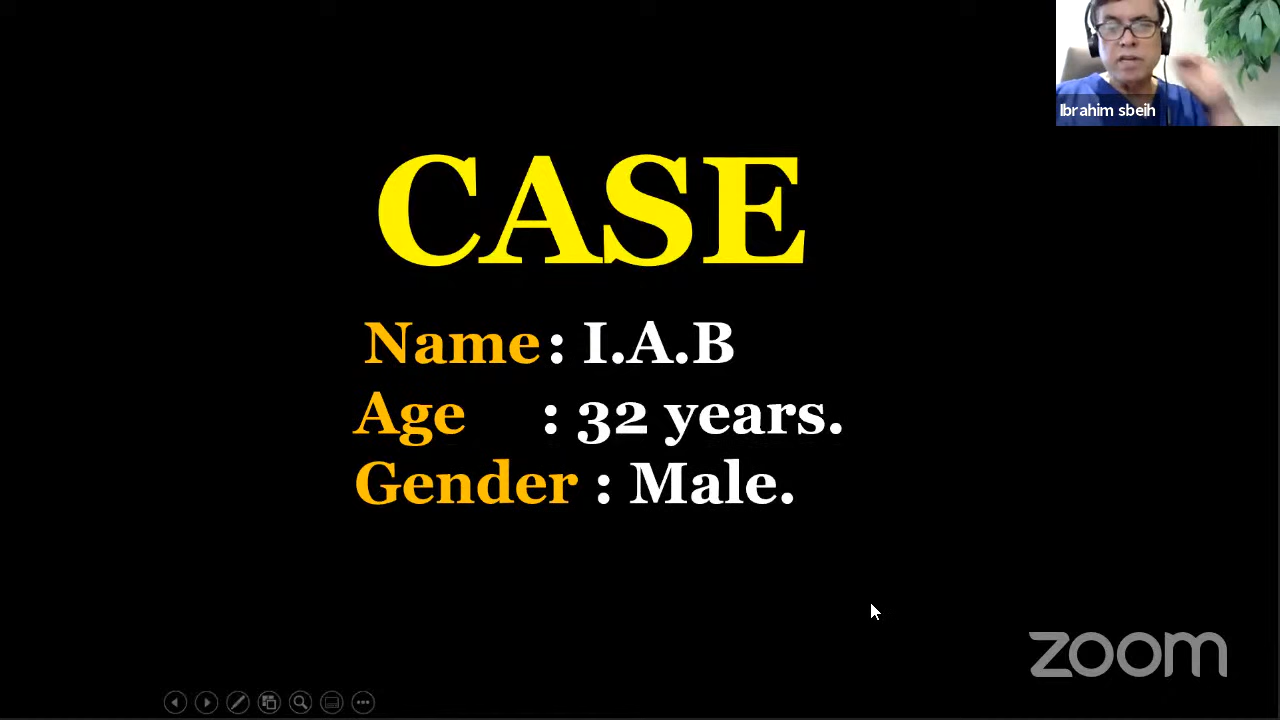 Ibrahim sbeih
CASE
Name : I.A.B
Age : 32 years.
Gender : Male.
zoom